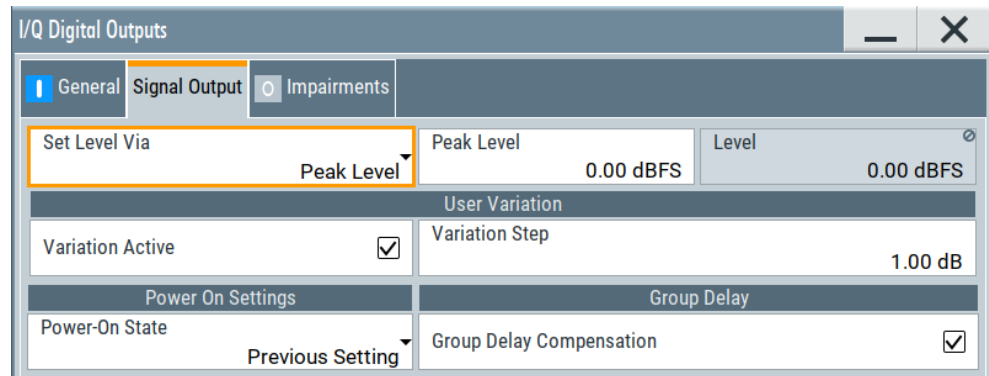 I/Q Digital Outputs
General Signal Output O Impairments
Set Level Via Peak Level Level
Peak Level 0.00 dBFS 0.00 dBFS
User Variation
Variation Active Variation Step
1.00 dB
Power On Settings Group Delay
Power-On State
Group Delay Compensation
Previous Setting